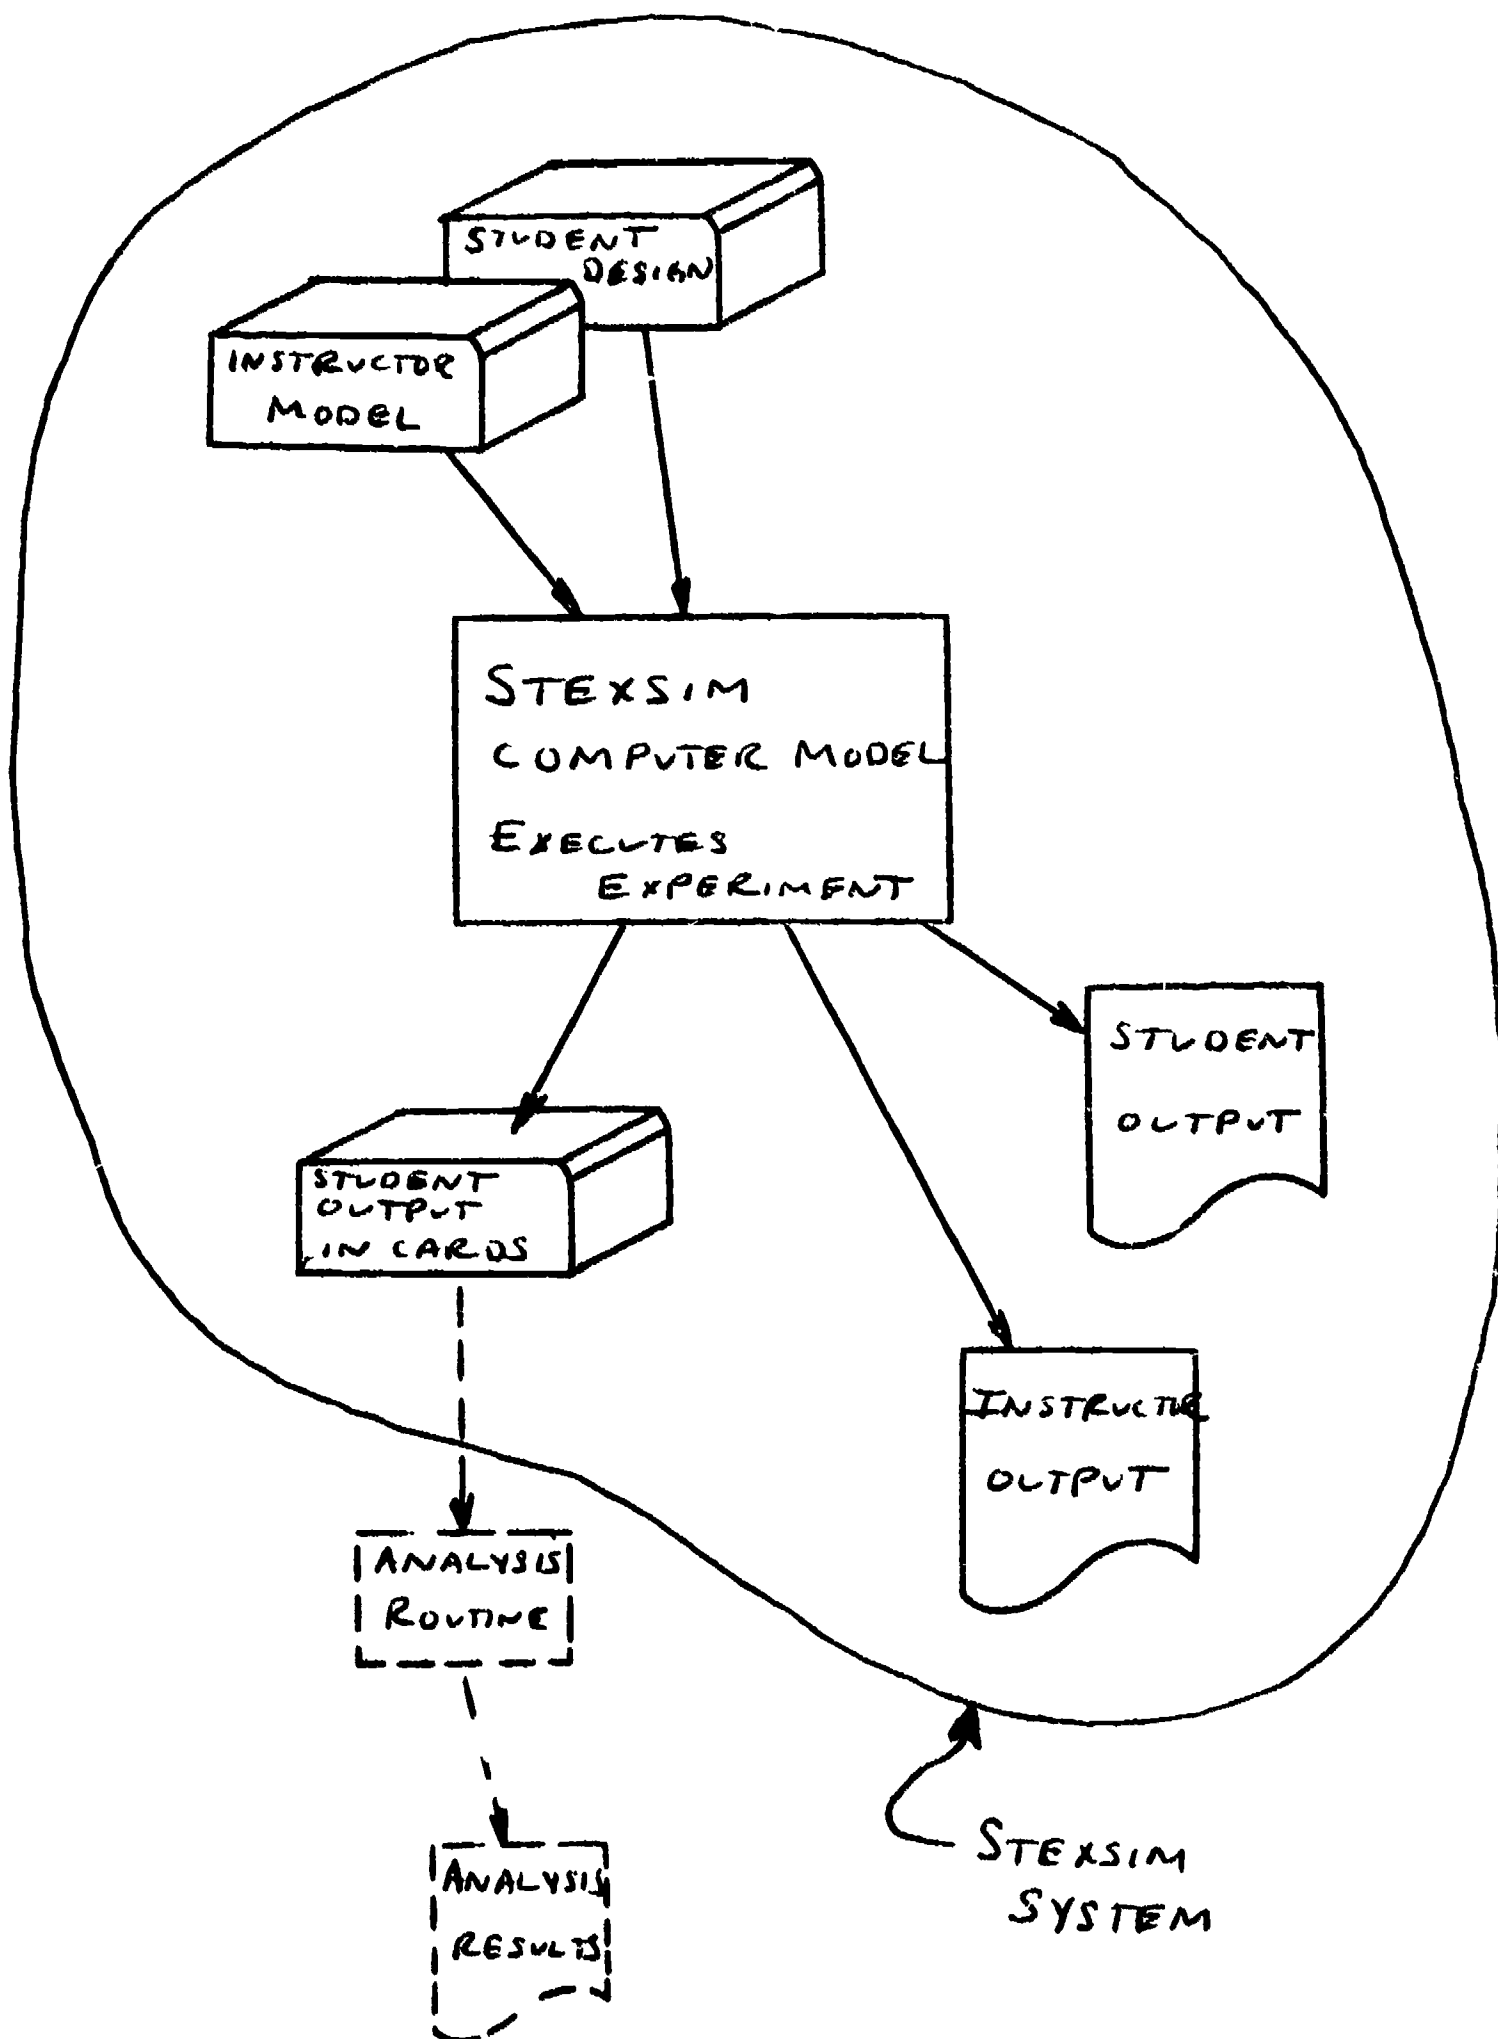 STUDENT
DESIGN
INSTRUCTOR
MODEL
STEXSIM
COMPUTER MODEL
EXECUTES
EXPERIMENT
STUDENT
OUTPUT
STUDENT
OUTPUT
IN CARDS
INSTRUCTOR
OUTPUT
ANALYSIS
ROUTINE
STEXSIM
SYSTEM
ANALYSIS
RESULTS